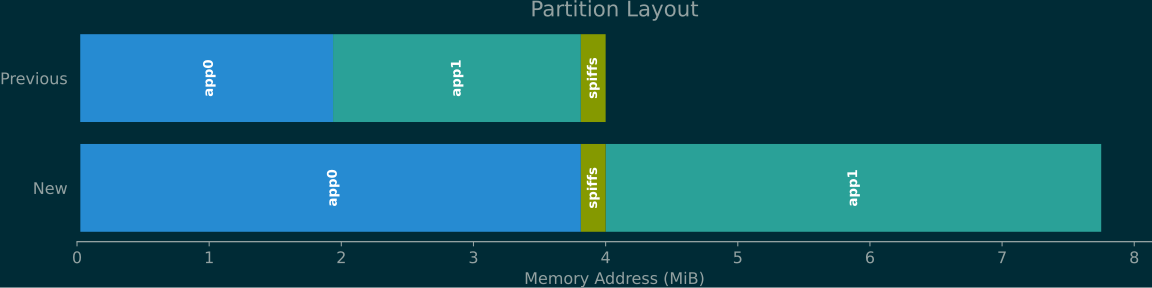 Partition Layout
Previous
app0
app1
spiffs
New
app0
spiffs
app1
0 1 2 3 4 5 6 7 8
Memory Address (MiB)